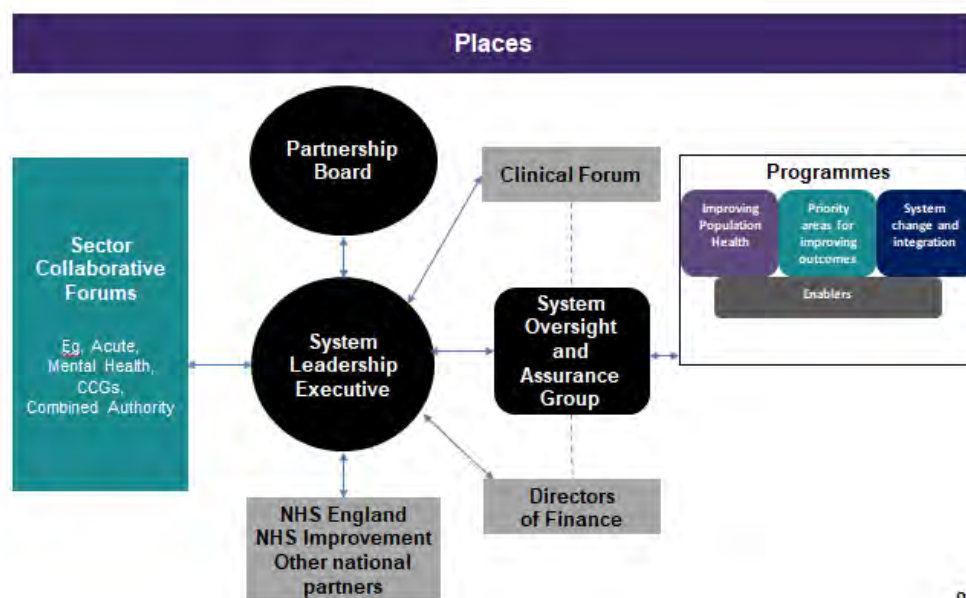 Places
Partnership
Board
Clinical Forum
Programmes
Improving
Population
Health
Priority
areas for
improving
outcomes
System
change and
integration
Enablers
Sector
Collaborative
Forums
Eg, Acute,
Mental Health,
CCGs,
Combined Authority
System
Leadership
Executive
System
Oversight
and
Assurance
Group
NHS England
NHS Improvement
Other national
partners
Directors
of Finance